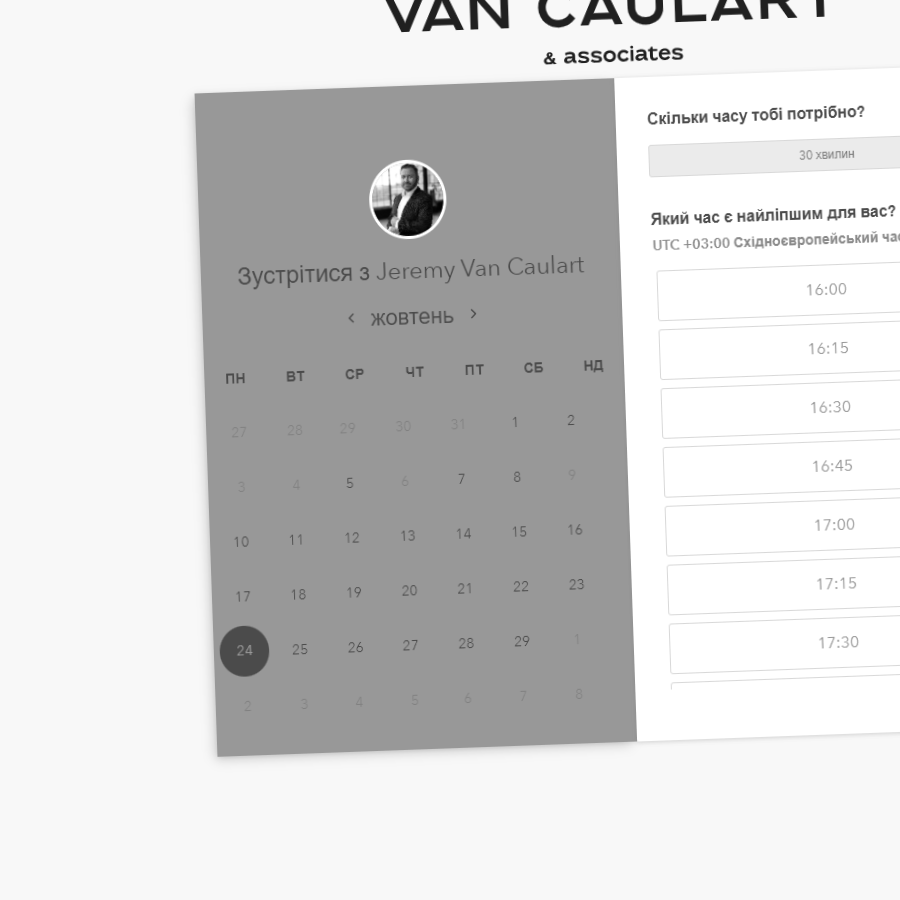 VAN CAULART
& associates
Зустрітися з Jeremy Van Caulart
‹ жовтень ›
ПН ВТ СР ЧТ ПТ СБ НД
27 28 29 30 31 1 2
3 4 5 6 7 8 9
10 11 12 13 14 15 16
17 18 19 20 21 22 23
24 25 26 27 28 29 1
2 3 4 5 6 7 8
Скільки часу тобі потрібно?
30 хвилин
Який час є найліпшим для вас?
UTC +03:00 Східноєвропейський
16:00
16:15
16:30
16:45
17:00
17:15
17:30